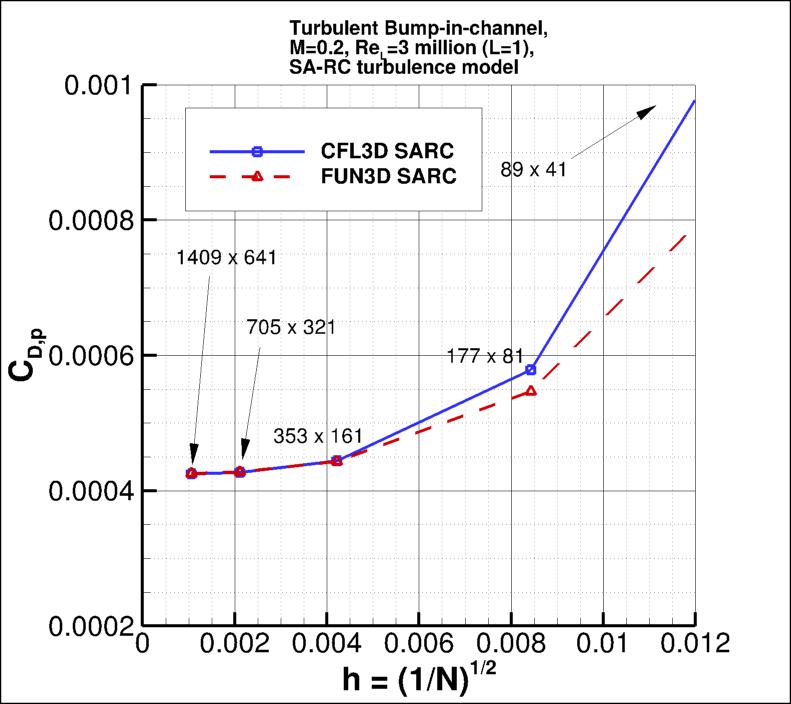 Turbulent Bump-in-channel,
M=0.2, Re_L=3 million (L=1),
SA-RC turbulence model
0.001
CFL3D SARC
FUN3D SARC
89 x 41
0.0008
1409 x 641
705 x 321
C_D,p
0.0006
177 x 81
353 x 161
0.0004
0.0002
0 0.002 0.004 0.006 0.008 0.01 0.012
h = (1/N)^1/2